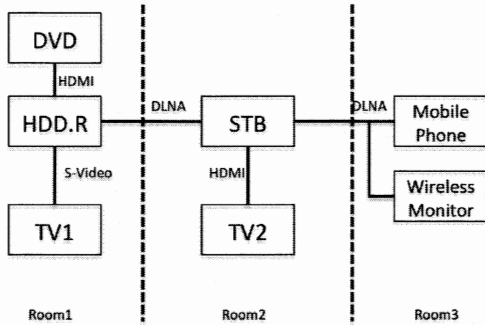 DVD
HDMI
HDD.R
DLNA
STB
DLNA
Mobile
Phone
S-Video
HDMI
Wireless
Monitor
TV1
TV2
Room1
Room2
Room3